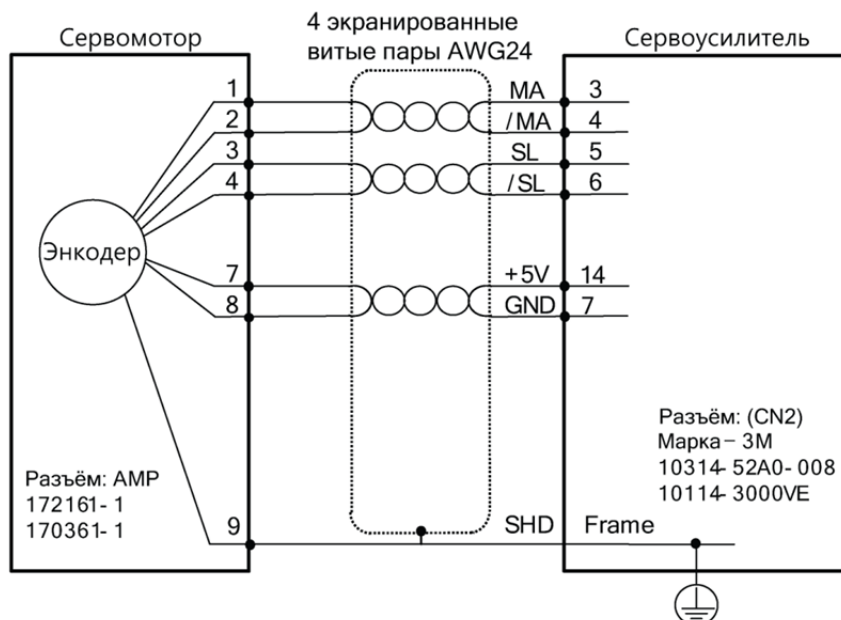 Сервомотор
4 экранированные
витые пары AWG24
Сервоусилитель
1 MA 3
2 /MA 4
3 SL 5
4 /SL 6
Энкодер
7 +5V 14
8 GND 7
Разъём: AMP
172161-1
170361-1
Разъём: (CN2)
Марка – 3М
10314-52A0-008
10114-3000VE
9 SHD Frame